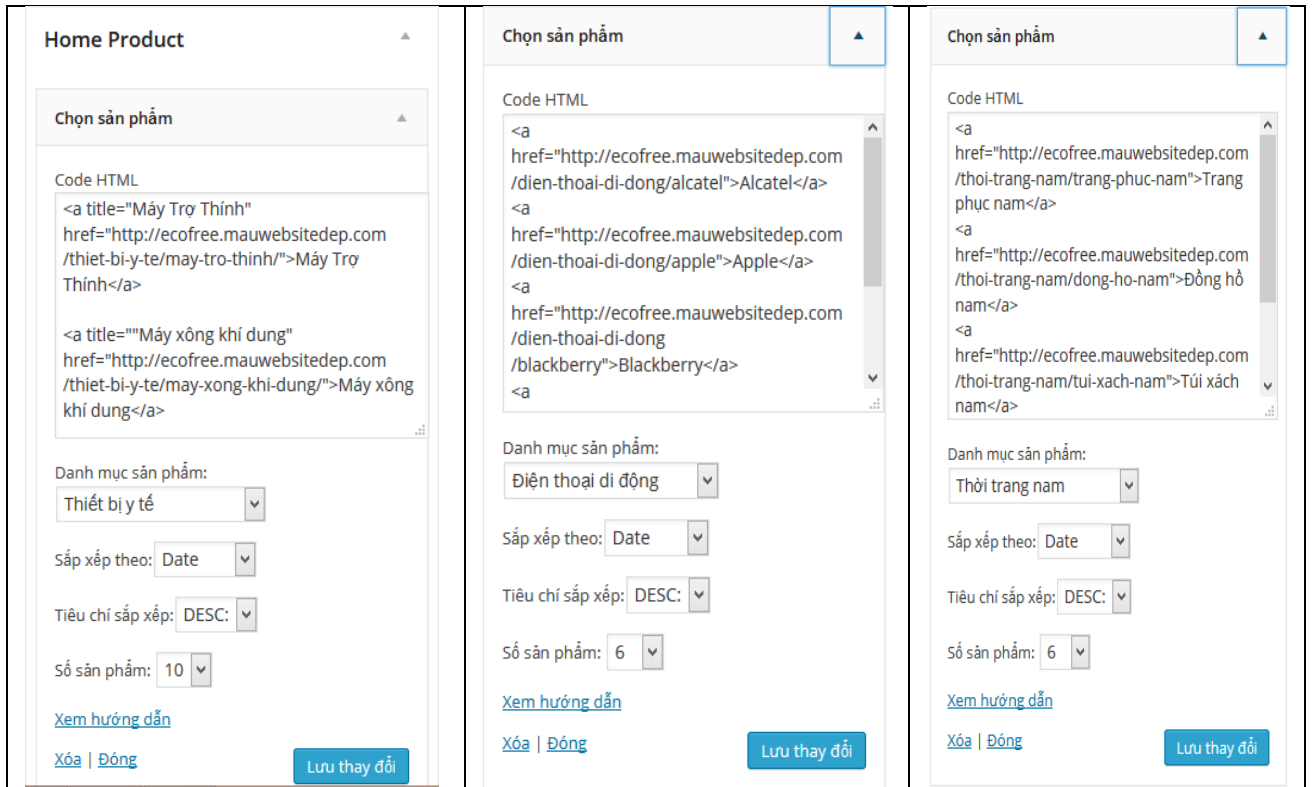 Home Product
Chọn sản phẩm
Code HTML
<a title="Máy Trợ Thính"
href="http://ecofree.mauwebsitedep.com
/thiet-bi-y-te/may-tro-thinh/">Máy Trợ
Thính</a>
<a title=""Máy xông khí dung"
href="http://ecofree.mauwebsitedep.com
/thiet-bi-y-te/may-xong-khi-dung/">Máy xông
khí dung</a>
Danh mục sản phẩm:
Thiết bị y tế
Sắp xếp theo: Date
Tiêu chí sắp xếp: DESC:
Số sản phẩm: 10
Xem hướng dẫn
Xóa | Đóng
Lưu thay đổi
Chọn sản phẩm
Code HTML
<a
href="http://ecofree.mauwebsitedep.com
/dien-thoai-di-dong/alcatel">Alcatel</a>
<a
href="http://ecofree.mauwebsitedep.com
/dien-thoai-di-dong/apple">Apple</a>
<a
href="http://ecofree.mauwebsitedep.com
/dien-thoai-di-dong
/blackberry">Blackberry</a>
<a
Danh mục sản phẩm:
Điện thoại di động
Sắp xếp theo: Date
Tiêu chí sắp xếp: DESC:
Số sản phẩm: 6
Xem hướng dẫn
Xóa | Đóng
Lưu thay đổi
Chọn sản phẩm
Code HTML
<a
href="http://ecofree.mauwebsitedep.com
/thoi-trang-nam/trang-phuc-nam">Trang
phục nam</a>
<a
href="http://ecofree.mauwebsitedep.com
/thoi-trang-nam/dong-ho-nam">Đồng hồ
nam</a>
<a
href="http://ecofree.mauwebsitedep.com
/thoi-trang-nam/tui-xach-nam">Túi xách
nam</a>
Danh mục sản phẩm:
Thời trang nam
Sắp xếp theo: Date
Tiêu chí sắp xếp: DESC:
Số sản phẩm: 6
Xem hướng dẫn
Xóa | Đóng
Lưu thay đổi